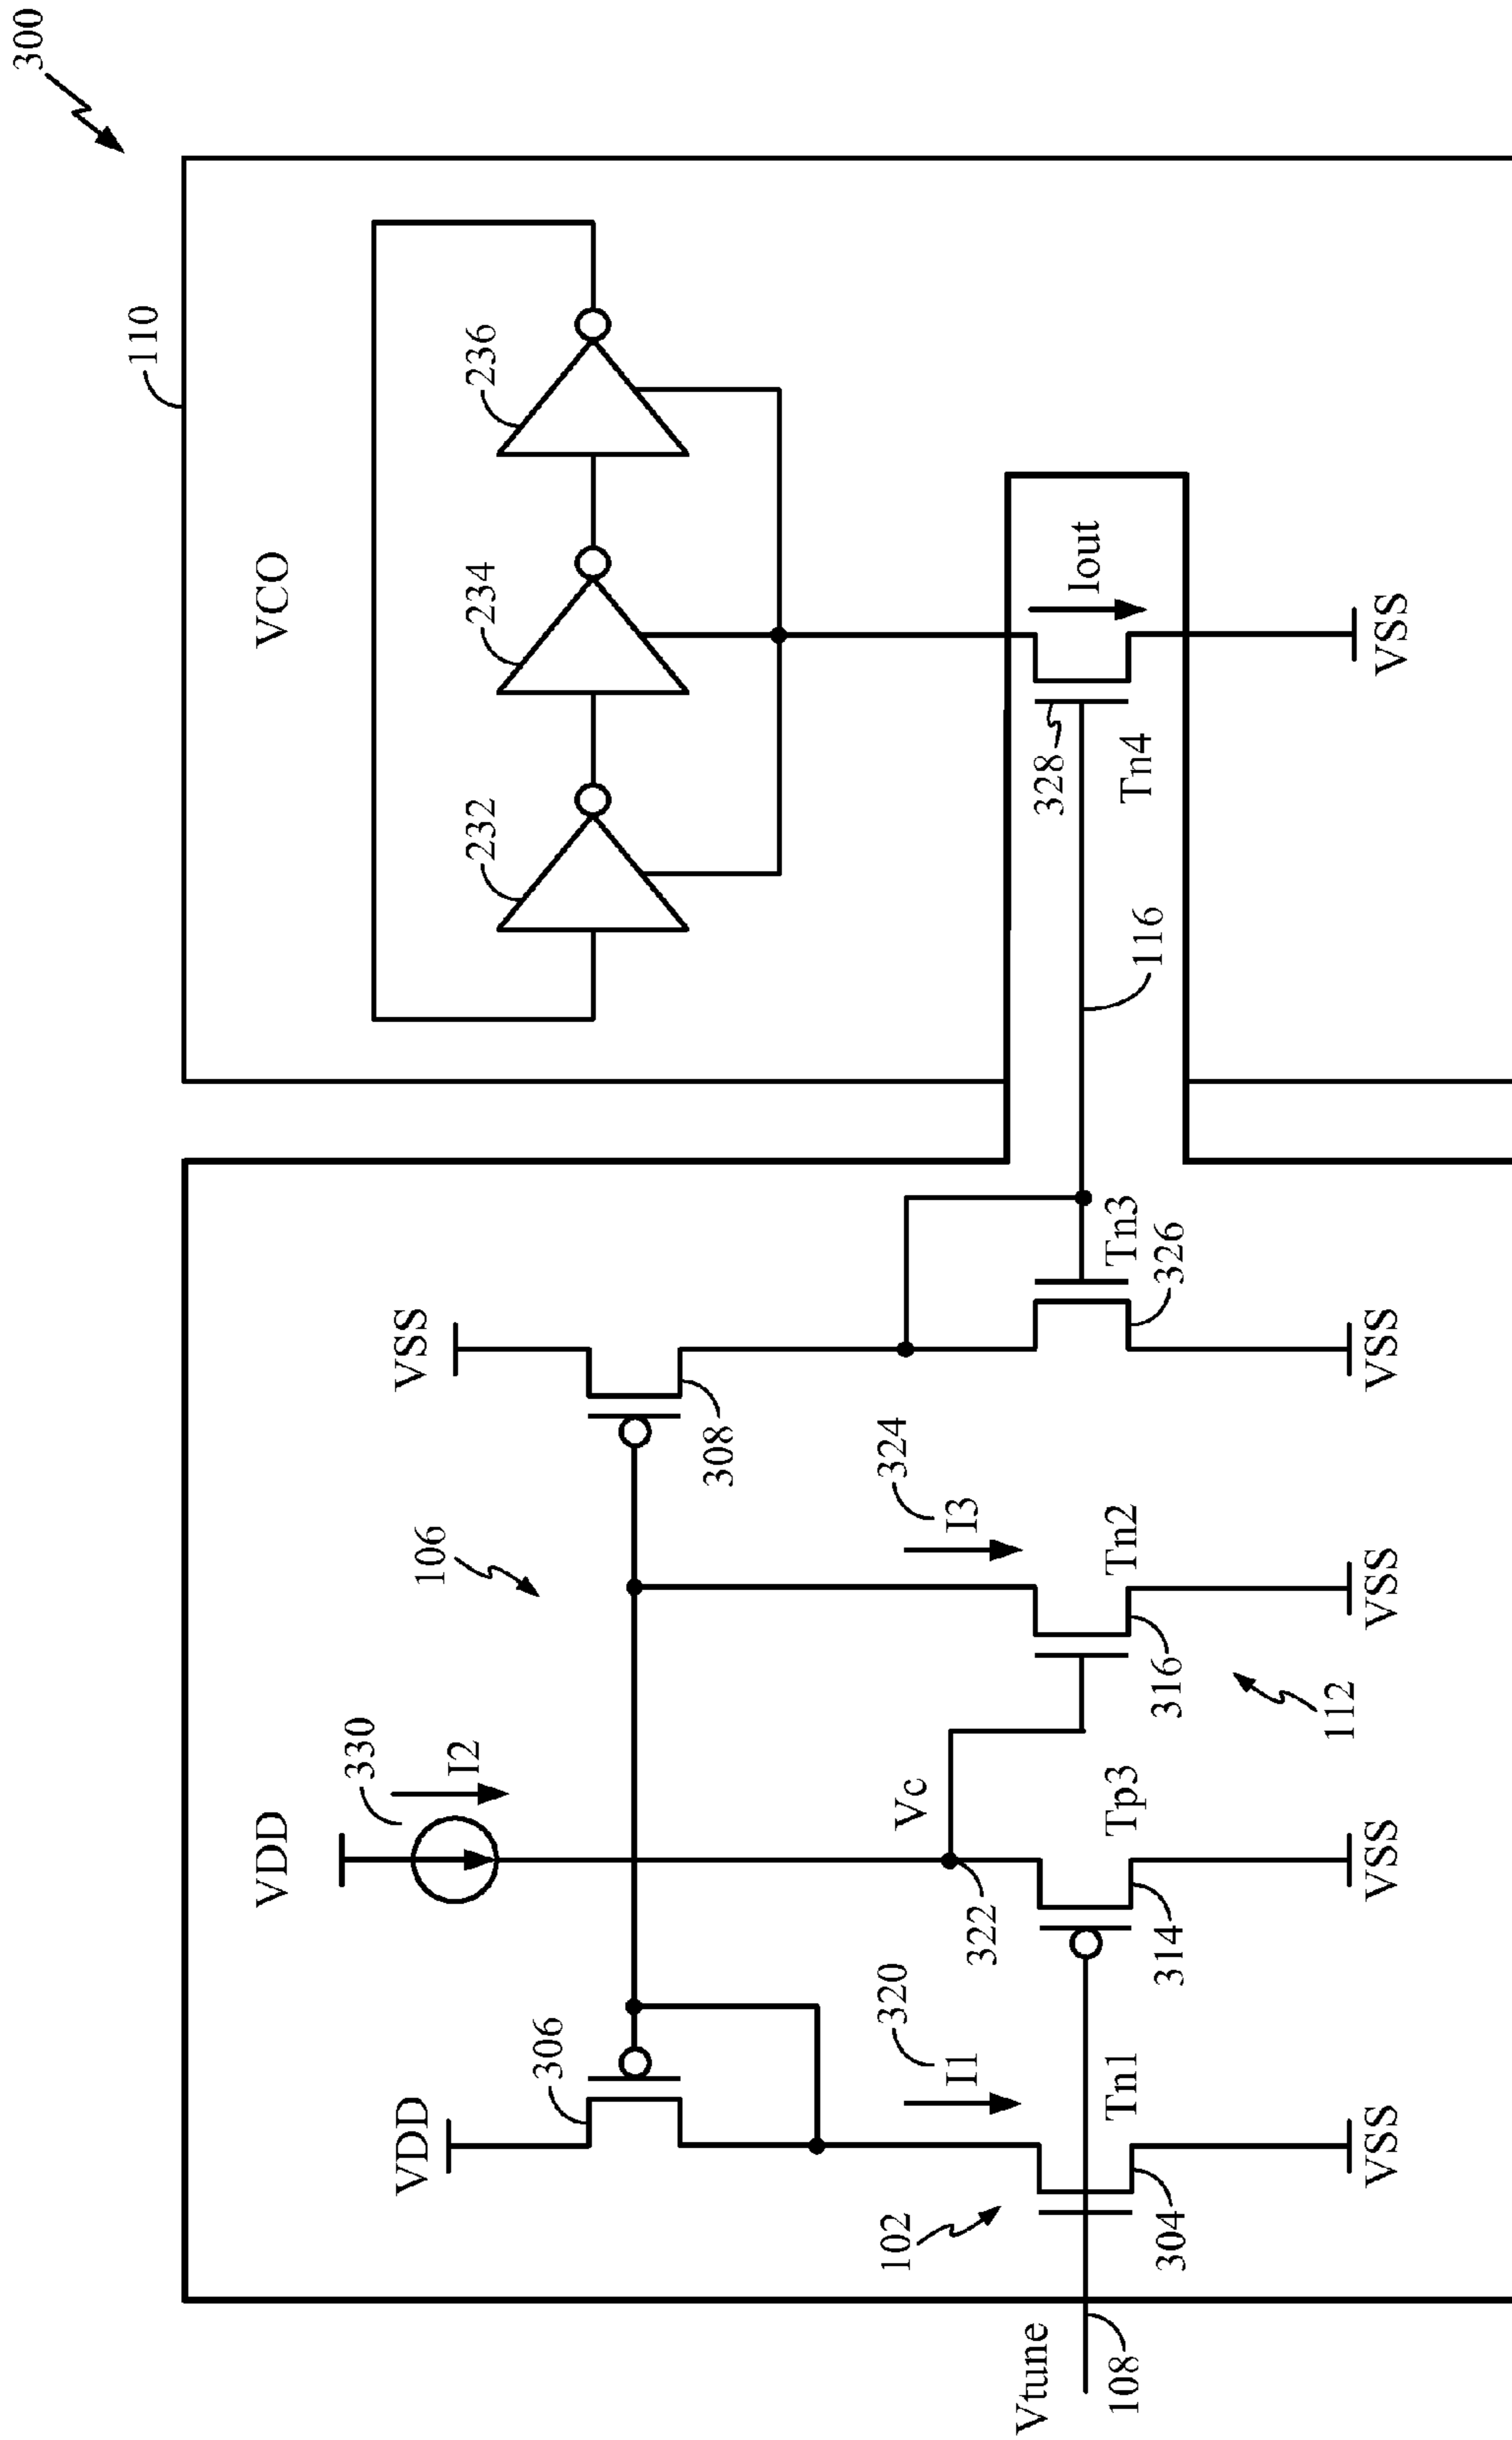 300
110
VCO
232
234
236
328
Tn4
Iout
VSS
116
VDD
306
VDD
330
I2
106
VSS
308
102
320
I1
Vc
322
324
I3
Vtune
108
304
Tn1
VSS
314
Tp3
VSS
316
Tn2
VSS
112
Tn3
326
VSS